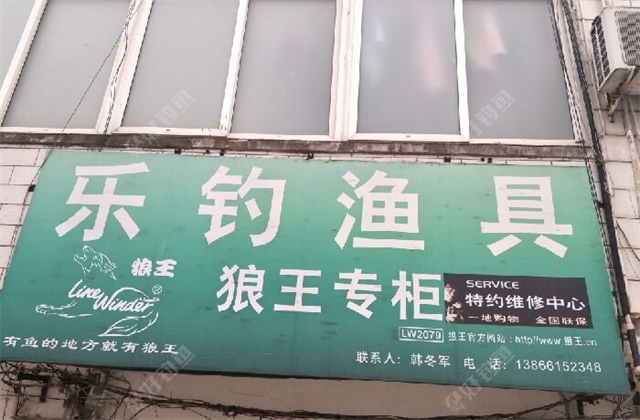 乐钓渔具
狼王
Line Winder®
狼王专柜
SERVICE
特约维修中心
一地购物 全国联保
有鱼的地方就有狼王
LW2079 狼王官方网站：http//www.狼王.cn
联系人：韩冬军 电话：13866152348
好钓鱼